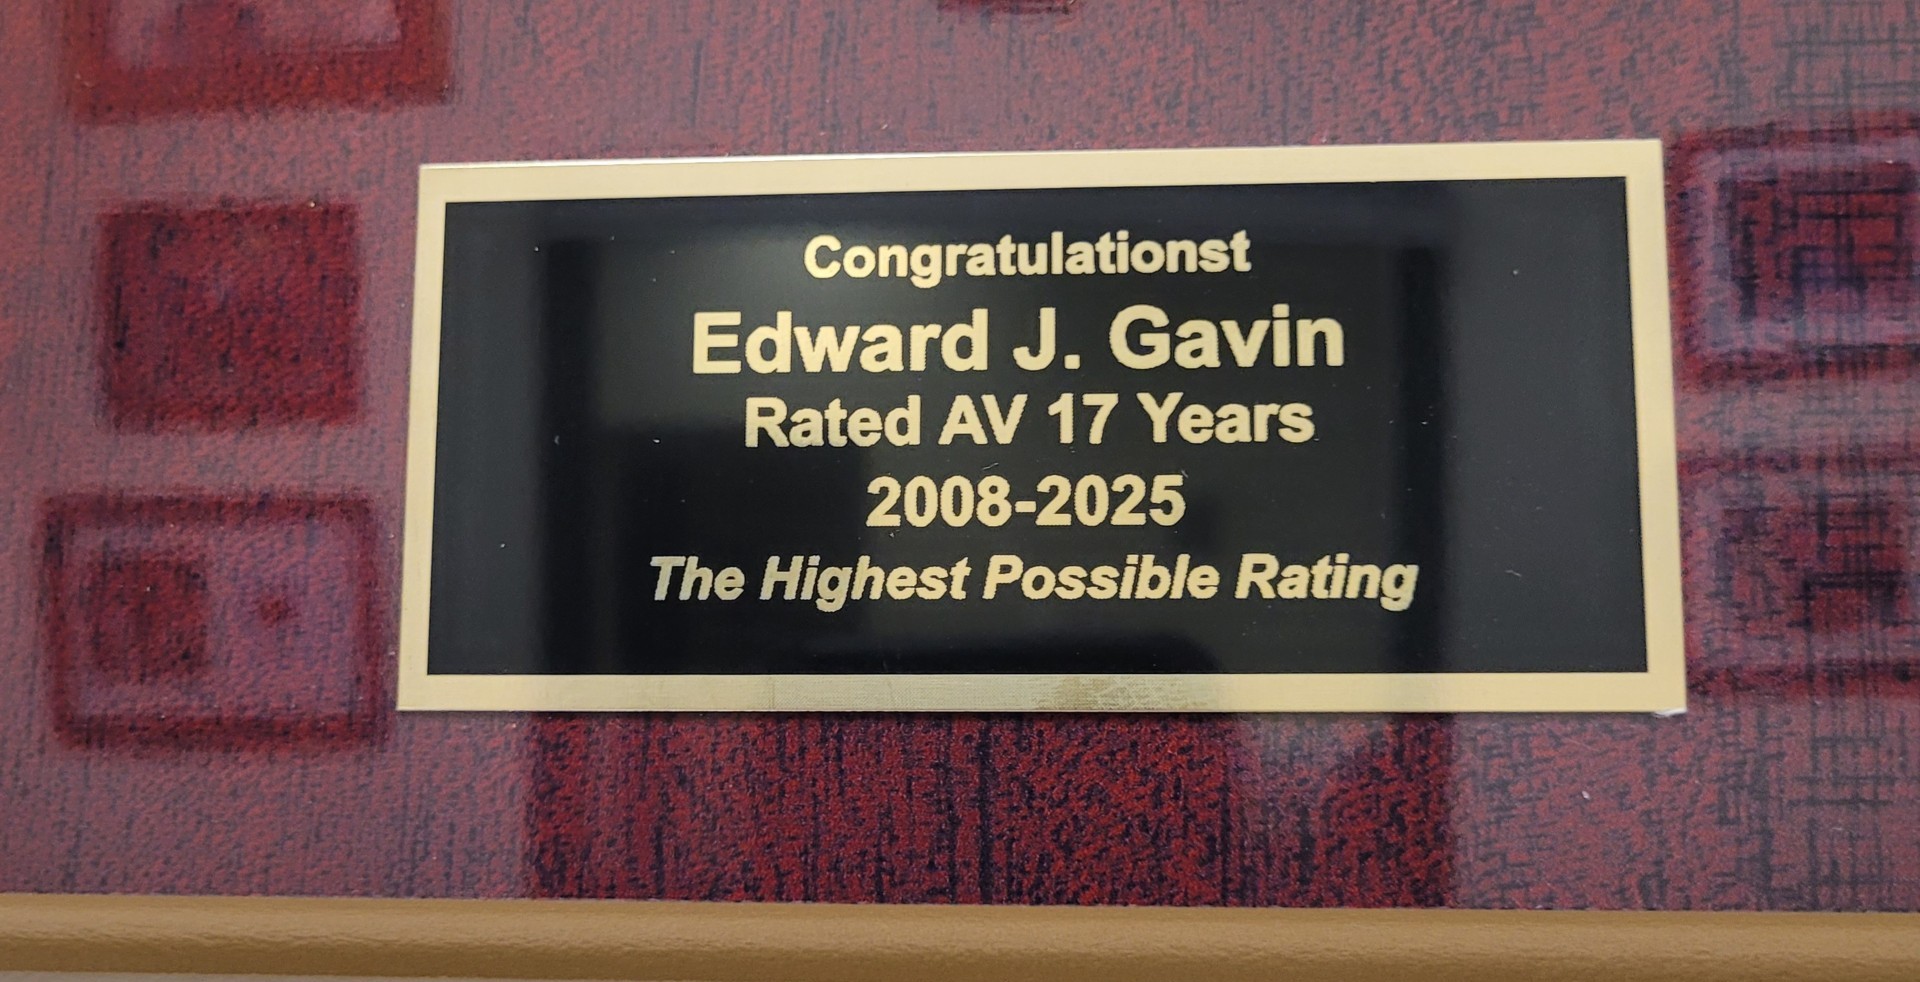 Congratulationst
Edward J. Gavin
Rated AV 17 Years
2008-2025
The Highest Possible Rating